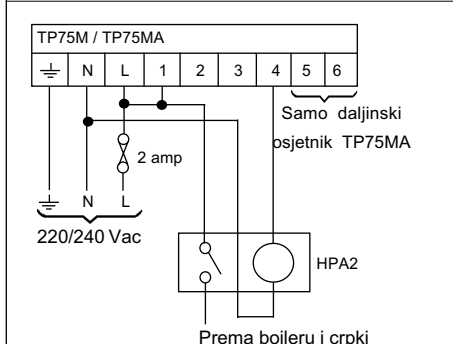 TP75M / TP75MA
N L 1 2 3 4 5 6
Samo daljinski
osjetnik TP75MA
2 amp
N L
220/240 Vac
HPA2
Prema bojleru i crpki